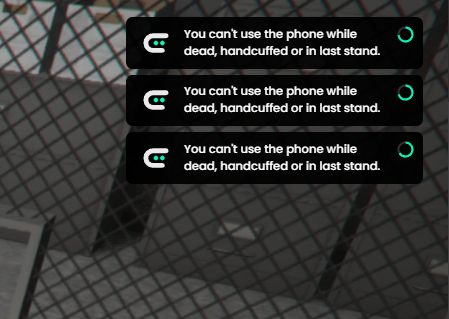 You can't use the phone while
dead, handcuffed or in last stand.
You can't use the phone while
dead, handcuffed or in last stand.
You can't use the phone while
dead, handcuffed or in last stand.